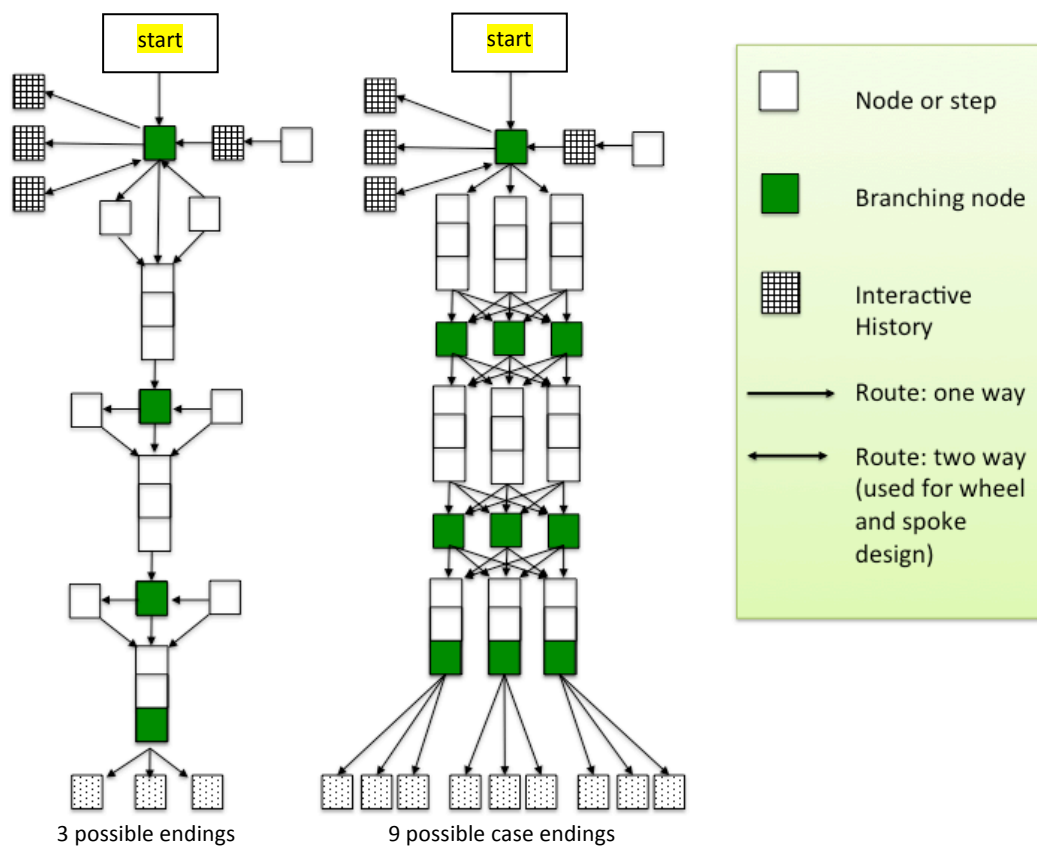 start
start
Node or step
Branching node
Interactive
History
Route: one way
Route: two way
(used for wheel
and spoke
design)
3 possible endings
9 possible case endings